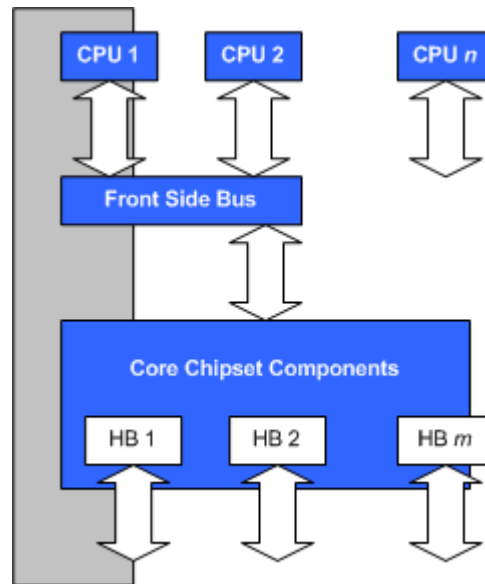 CPU 1
CPU 2
CPU n
Front Side Bus
Core Chipset Components
HB 1
HB 2
HB m